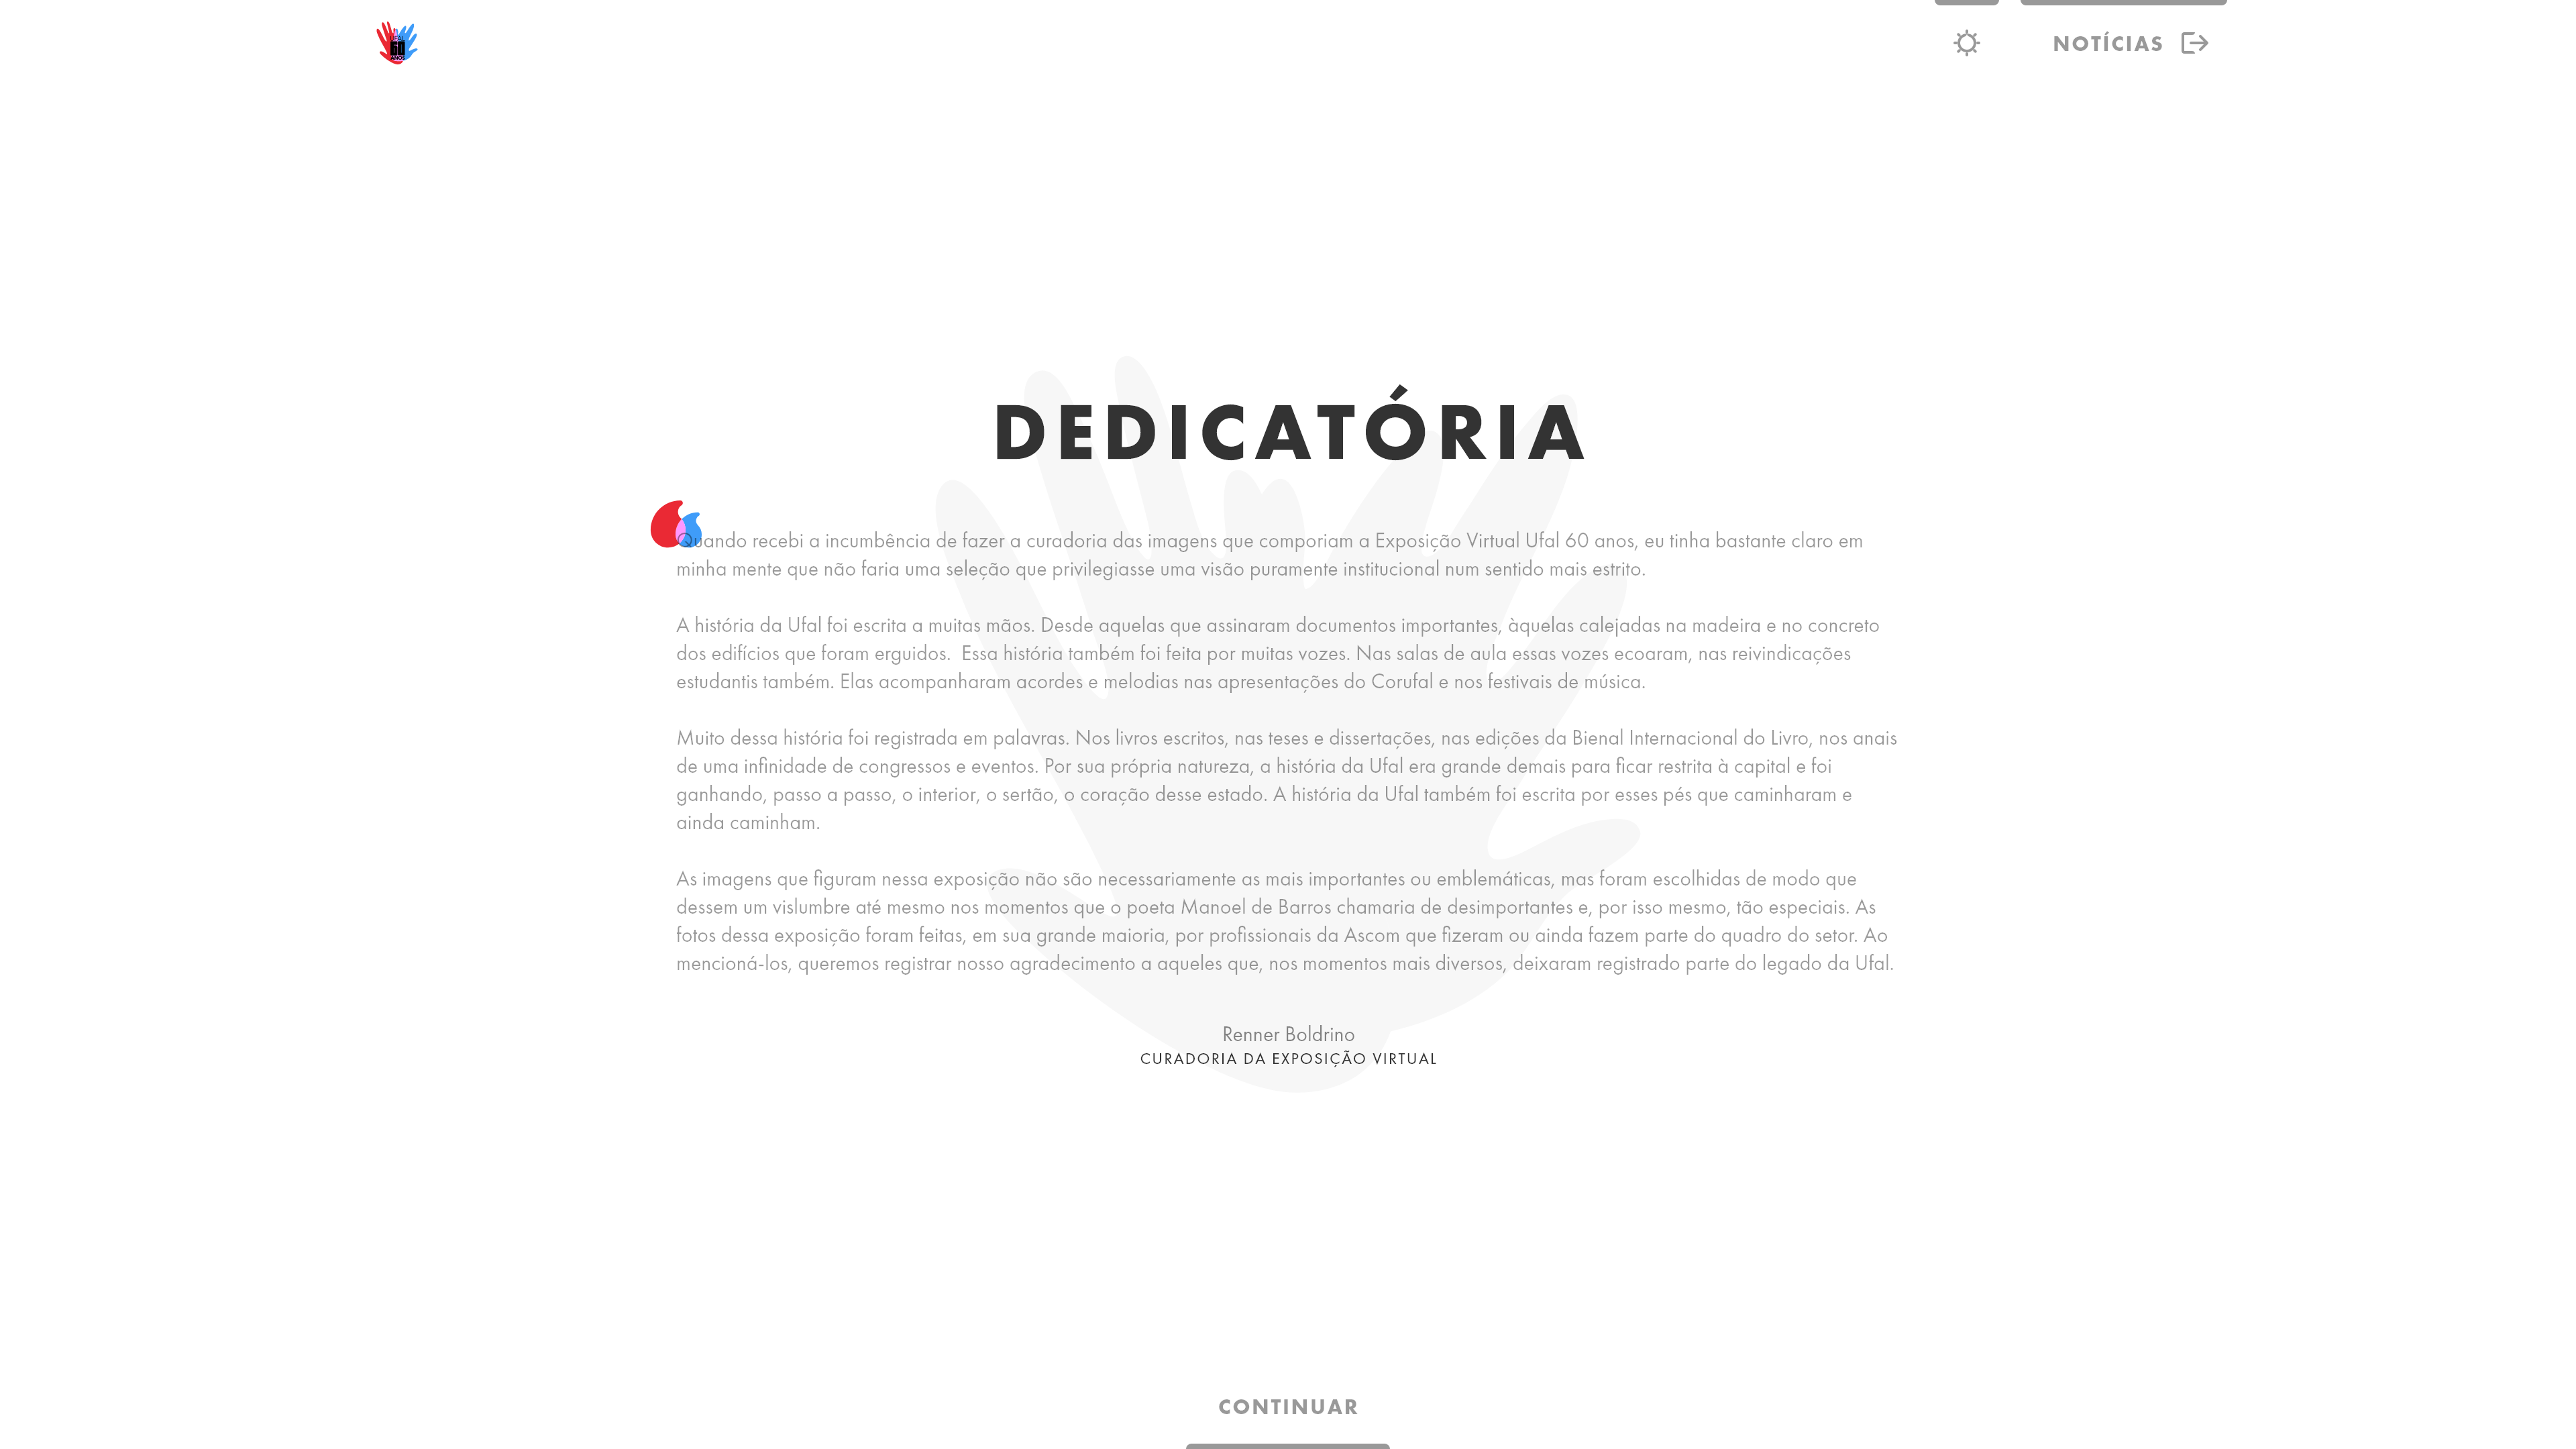 UFAL
60
ANOS
NOTÍCIAS
DEDICATÓRIA
Quando recebi a incumbência de fazer a curadoria das imagens que comporiam a Exposição Virtual Ufal 60 anos, eu tinha bastante claro em
minha mente que não faria uma seleção que privilegiasse uma visão puramente institucional num sentido mais estrito.
A história da Ufal foi escrita a muitas mãos. Desde aquelas que assinaram documentos importantes, àquelas calejadas na madeira e no concreto
dos edifícios que foram erguidos.  Essa história também foi feita por muitas vozes. Nas salas de aula essas vozes ecoaram, nas reivindicações
estudantis também. Elas acompanharam acordes e melodias nas apresentações do Corufal e nos festivais de música.
Muito dessa história foi registrada em palavras. Nos livros escritos, nas teses e dissertações, nas edições da Bienal Internacional do Livro, nos anais
de uma infinidade de congressos e eventos. Por sua própria natureza, a história da Ufal era grande demais para ficar restrita à capital e foi
ganhando, passo a passo, o interior, o sertão, o coração desse estado. A história da Ufal também foi escrita por esses pés que caminharam e
ainda caminham.
As imagens que figuram nessa exposição não são necessariamente as mais importantes ou emblemáticas, mas foram escolhidas de modo que
dessem um vislumbre até mesmo nos momentos que o poeta Manoel de Barros chamaria de desimportantes e, por isso mesmo, tão especiais. As
fotos dessa exposição foram feitas, em sua grande maioria, por profissionais da Ascom que fizeram ou ainda fazem parte do quadro do setor. Ao
mencioná-los, queremos registrar nosso agradecimento a aqueles que, nos momentos mais diversos, deixaram registrado parte do legado da Ufal.
Renner Boldrino
CURADORIA DA EXPOSIÇÃO VIRTUAL
CONTINUAR